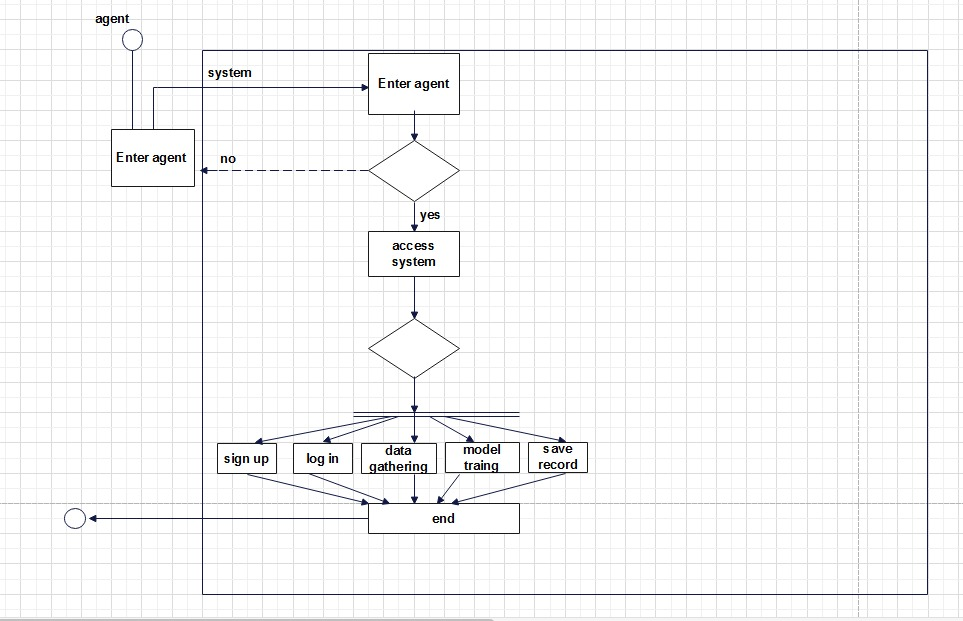 agent
system
Enter agent
Enter agent
no
yes
access
system
sign up
log in
data
gathering
model
traing
save
record
end